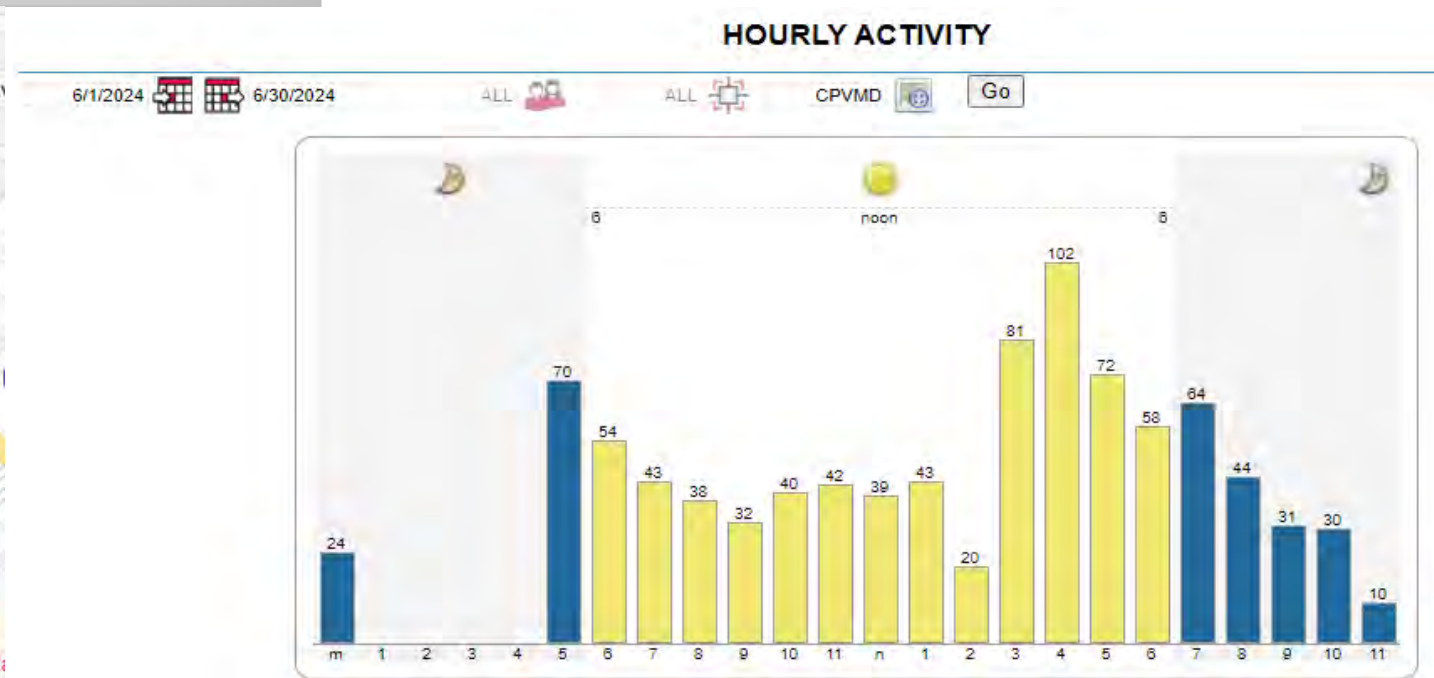 HOURLY ACTIVITY
6/1/2024 6/30/2024 ALL ALL CPVMD Go
6 noon 6
102
81
70 72
64
54 58
43 38 32 40 42 39 43 44
24 20 31 30
10
m 1 2 3 4 5 6 7 8 9 10 11 n 1 2 3 4 5 6 7 8 9 10 11